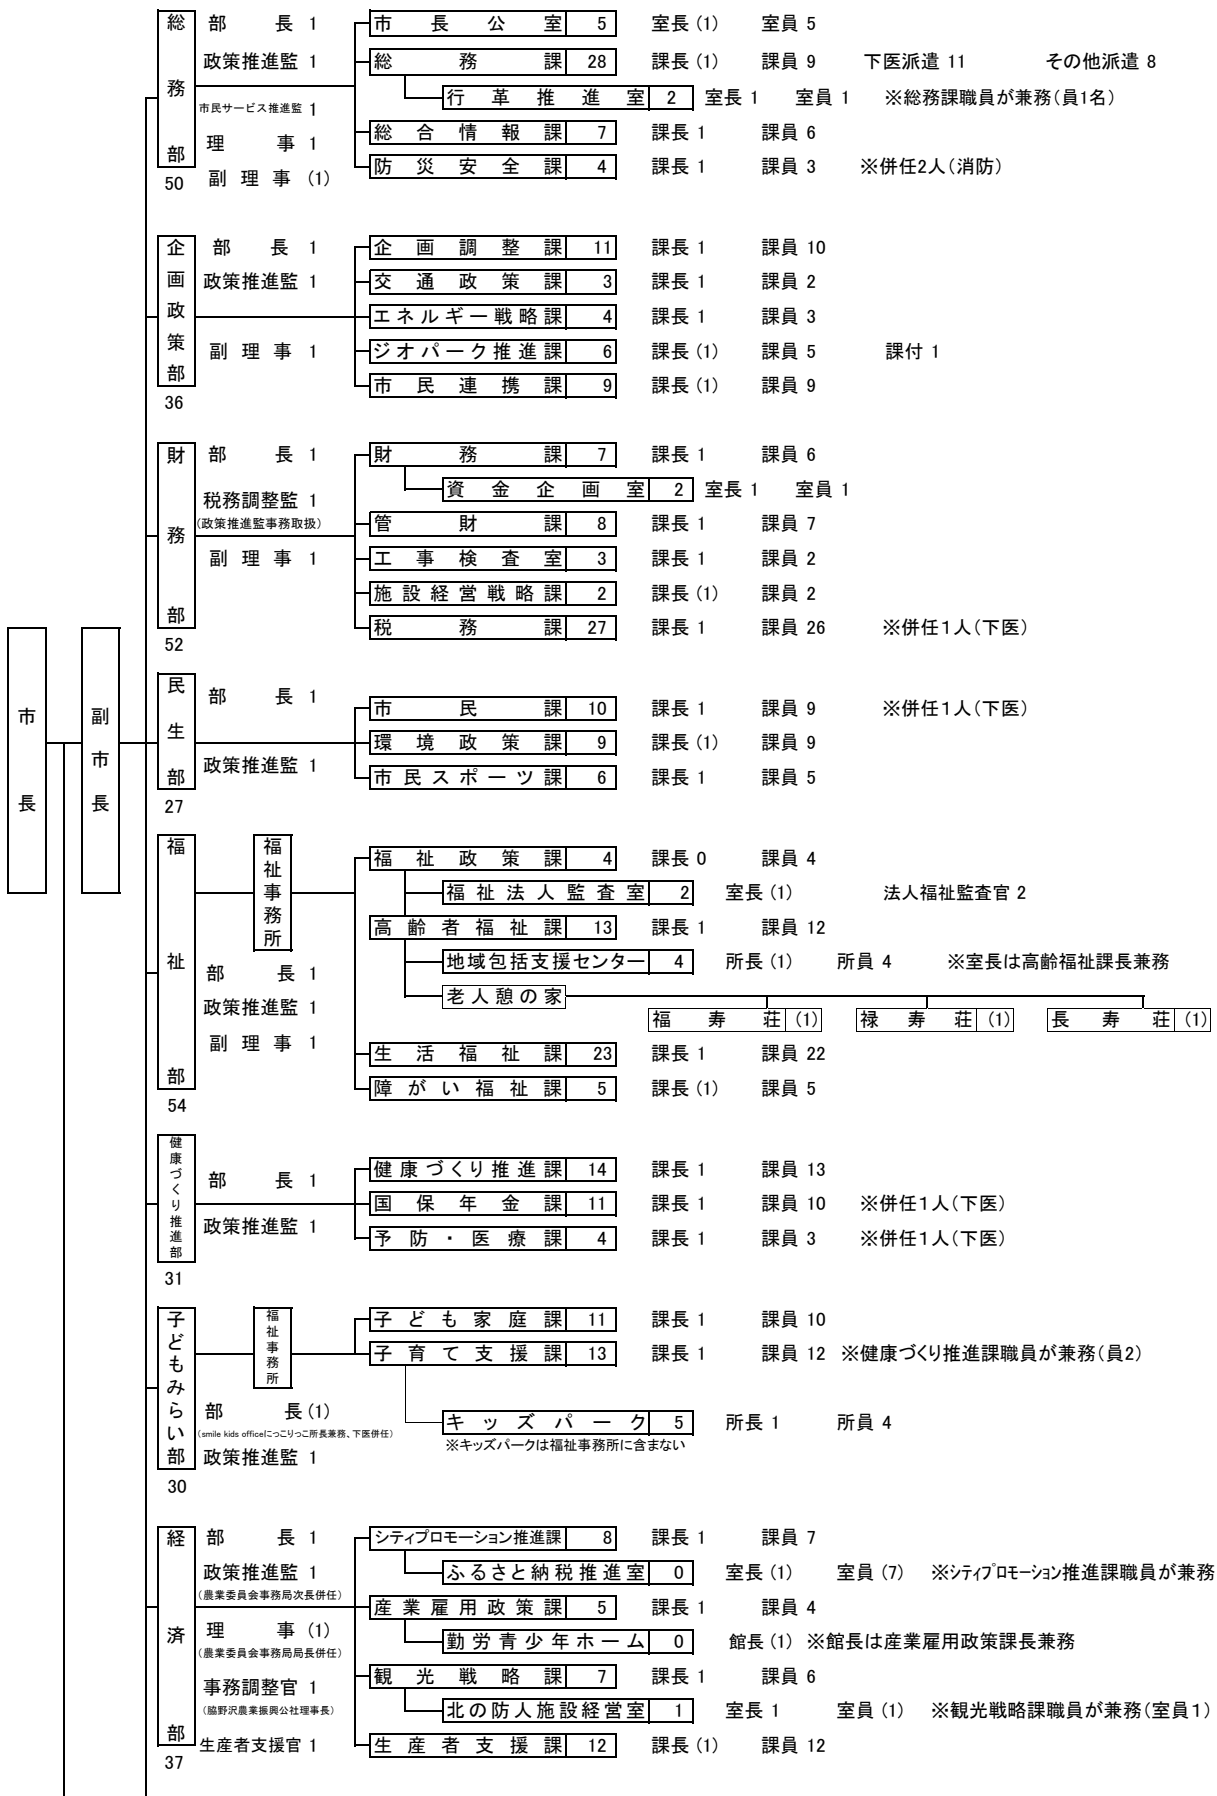 総務部 部長 1 市長公室 5 室長 (1) 室員 5
政策推進監 1 総務課 28 課長 (1) 課員 9 下医派遣 11 その他派遣 8
市民サービス推進監 1 行革推進室 2 室長 1 室員 1 ※総務課職員が兼務(員1名)
理事 1 総合情報課 7 課長 1 課員 6
副理事 (1) 防災安全課 4 課長 1 課員 3 ※併任2人(消防)
50
企画政策部 部長 1 企画調整課 11 課長 1 課員 10
政策推進監 1 交通政策課 3 課長 1 課員 2
エネルギー戦略課 4 課長 1 課員 3
副理事 1 ジオパーク推進課 6 課長 (1) 課員 5 課付 1
市民連携課 9 課長 (1) 課員 9
36
財務部 部長 1 財務課 7 課長 1 課員 6
資金企画室 2 室長 1 室員 1
税務調整監 1
(政策推進監事務取扱) 管財課 8 課長 1 課員 7
副理事 1 工事検査室 3 課長 1 課員 2
施設経営戦略課 2 課長 (1) 課員 2
税務課 27 課長 1 課員 26 ※併任1人(下医)
52
市長
副市長
民生部 部長 1 市民課 10 課長 1 課員 9 ※併任1人(下医)
環境政策課 9 課長 (1) 課員 9
政策推進監 1 市民スポーツ課 6 課長 1 課員 5
27
福祉部 福祉事務所 福祉政策課 4 課長 0 課員 4
福祉法人監査室 2 室長 (1) 法人福祉監査官 2
高齢者福祉課 13 課長 1 課員 12
部長 1 地域包括支援センター 4 所長 (1) 所員 4 ※室長は高齢福祉課長兼務
政策推進監 1 老人憩の家
福寿荘 (1) 禄寿荘 (1) 長寿荘 (1)
副理事 1 生活福祉課 23 課長 1 課員 22
障がい福祉課 5 課長 (1) 課員 5
54
健康づくり推進部 部長 1 健康づくり推進課 14 課長 1 課員 13
国保年金課 11 課長 1 課員 10 ※併任1人(下医)
政策推進監 1 予防・医療課 4 課長 1 課員 3 ※併任1人(下医)
31
子どもみらい部 福祉事務所 子ども家庭課 11 課長 1 課員 10
子育て支援課 13 課長 1 課員 12 ※健康づくり推進課職員が兼務(員2)
部長 (1) キッズパーク 5 所長 1 所員 4
(smile kids officeにっこりっこ所長兼務、下医併任)
※キッズパークは福祉事務所に含まない
政策推進監 1
30
経済部 部長 1 シティプロモーション推進課 8 課長 1 課員 7
政策推進監 1 ふるさと納税推進室 0 室長 (1) 室員 (7) ※シティプロモーション推進課職員が兼務
(農業委員会事務局次長併任)
産業雇用政策課 5 課長 1 課員 4
理事 (1) 勤労青少年ホーム 0 館長 (1) ※館長は産業雇用政策課長兼務
(農業委員会事務局局長併任)
観光戦略課 7 課長 1 課員 6
事務調整官 1
(脇野沢農業振興公社理事長) 北の防人施設経営室 1 室長 1 室員 (1) ※観光戦略課職員が兼務(室員1)
生産者支援官 1 生産者支援課 12 課長 (1) 課員 12
37